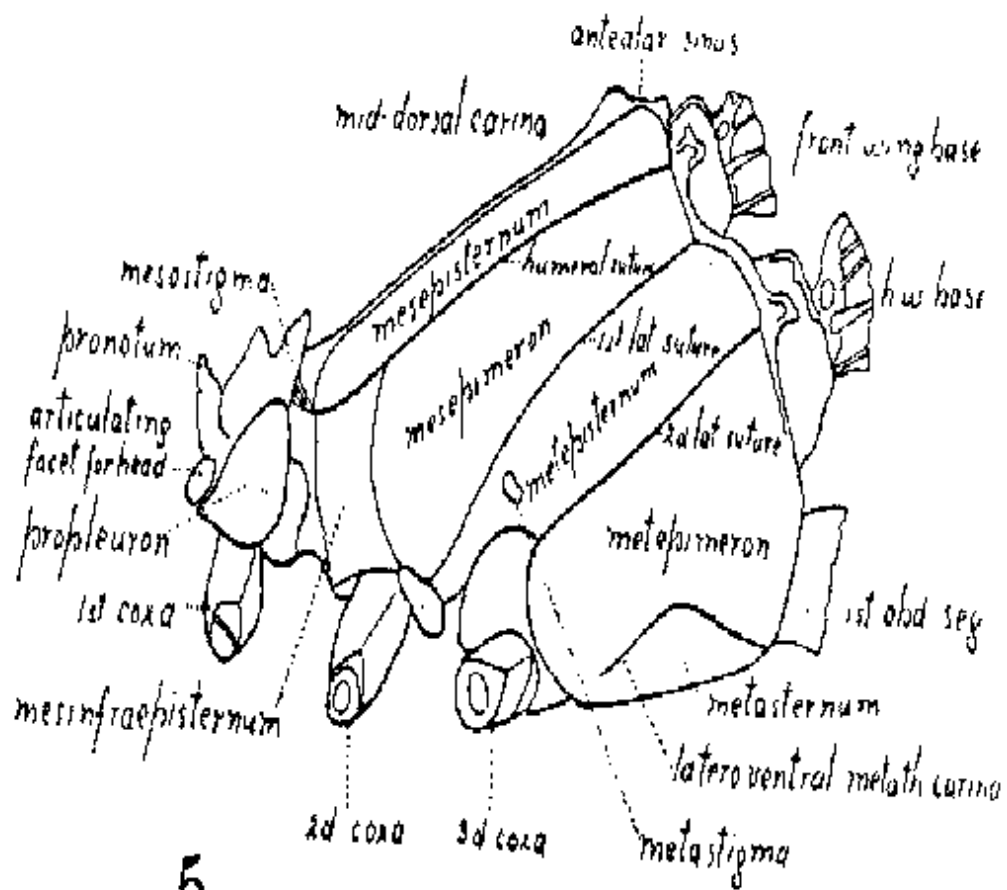 antealar sinus
mid-dorsal carina
front wing base
mesepisternum
humeral suture
mesostigma
h w base
pronotum
mesepimeron
1st lat suture
articulating
facet for head
metepisternum
2d lat suture
propleuron
metepimeron
1st coxa
1st abd seg
mesinfraepisternum
metasternum
lateroventral metath carina
2d coxa
3d coxa
metastigma
5